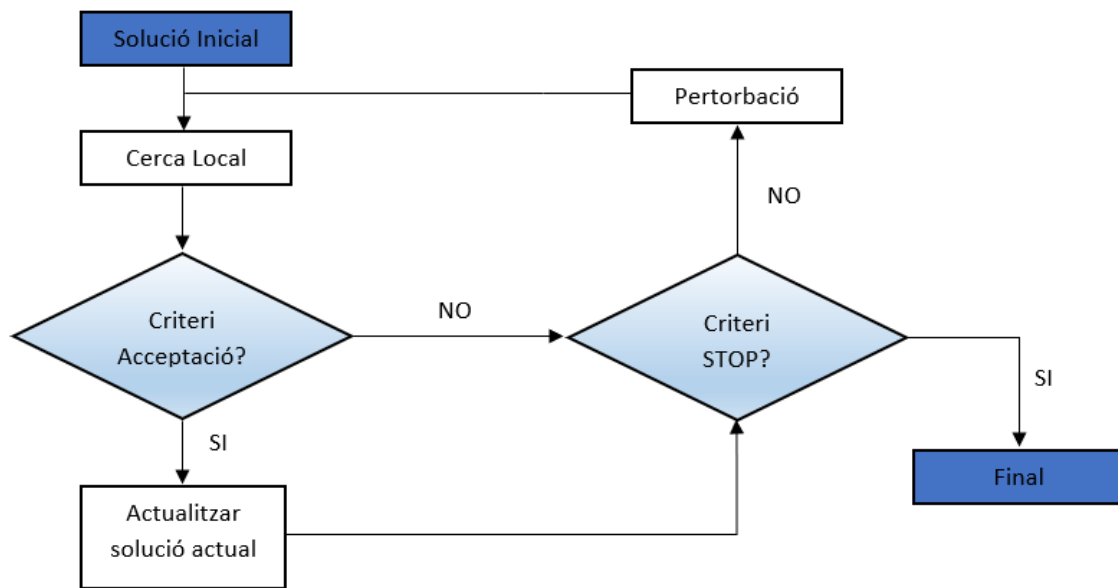 Solució Inicial
Pertorbació
Cerca Local
NO
Criteri
Acceptació?
NO
Criteri
STOP?
SI
SI
Actualitzar
solució actual
Final